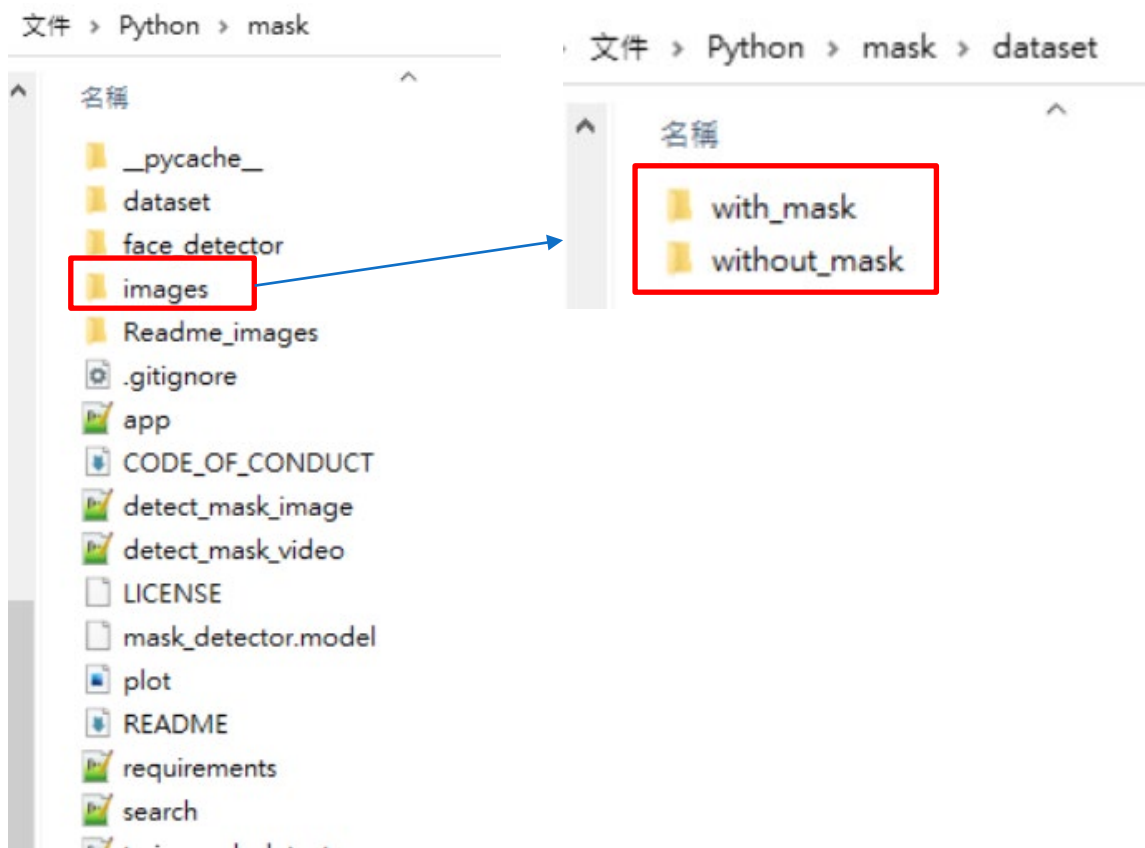 文件 › Python › mask
名稱
__pycache__
dataset
face_detector
images
Readme_images
.gitignore
app
CODE_OF_CONDUCT
detect_mask_image
detect_mask_video
LICENSE
mask_detector.model
plot
README
requirements
search
› 文件 › Python › mask › dataset
名稱
with_mask
without_mask